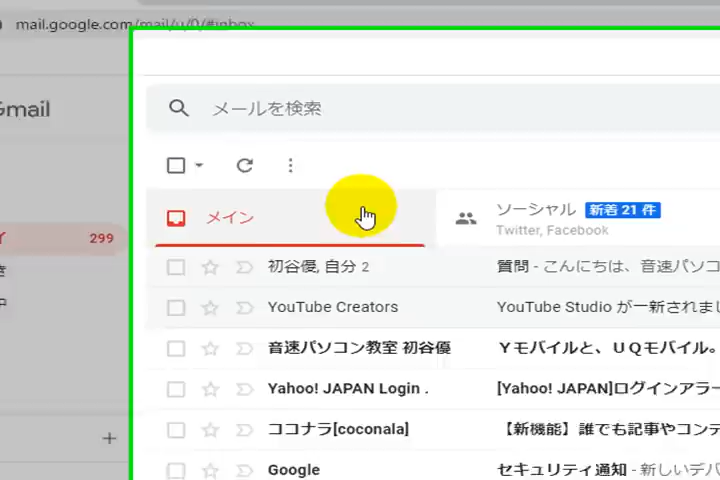 mail.google.com/mail/u/0/#inbox
Gmail
メールを検索
メイン
ソーシャル 新着 21 件
Twitter, Facebook
299
初谷優, 自分 2 質問 - こんにちは、音速パソコ
YouTube Creators YouTube Studio が一新されまし
音速パソコン教室 初谷優 Ｙモバイルと、ＵＱモバイル。
Yahoo! JAPAN Login . [Yahoo! JAPAN]ログインアラー
ココナラ[coconala] 【新機能】誰でも記事やコンテ
Google セキュリティ通知 - 新しいデバ